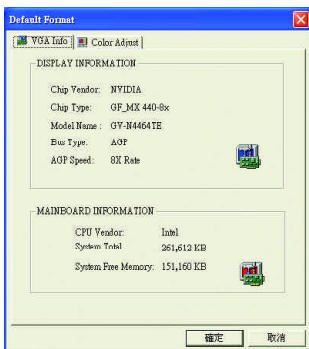 Default Format
VGA Info
Color Adjust
DISPLAY INFORMATION
Chip Vendor: NVIDIA
Chip Type: GF_MX 440-8x
Model Name : GV-N4464TE
Bus Type: AGP
AGP Speed: 8X Rate
MAINBOARD INFORMATION
CPU Vendor: Intel
System Total 261,612 KB
System Free Memory: 151,160 KB
確定
取消